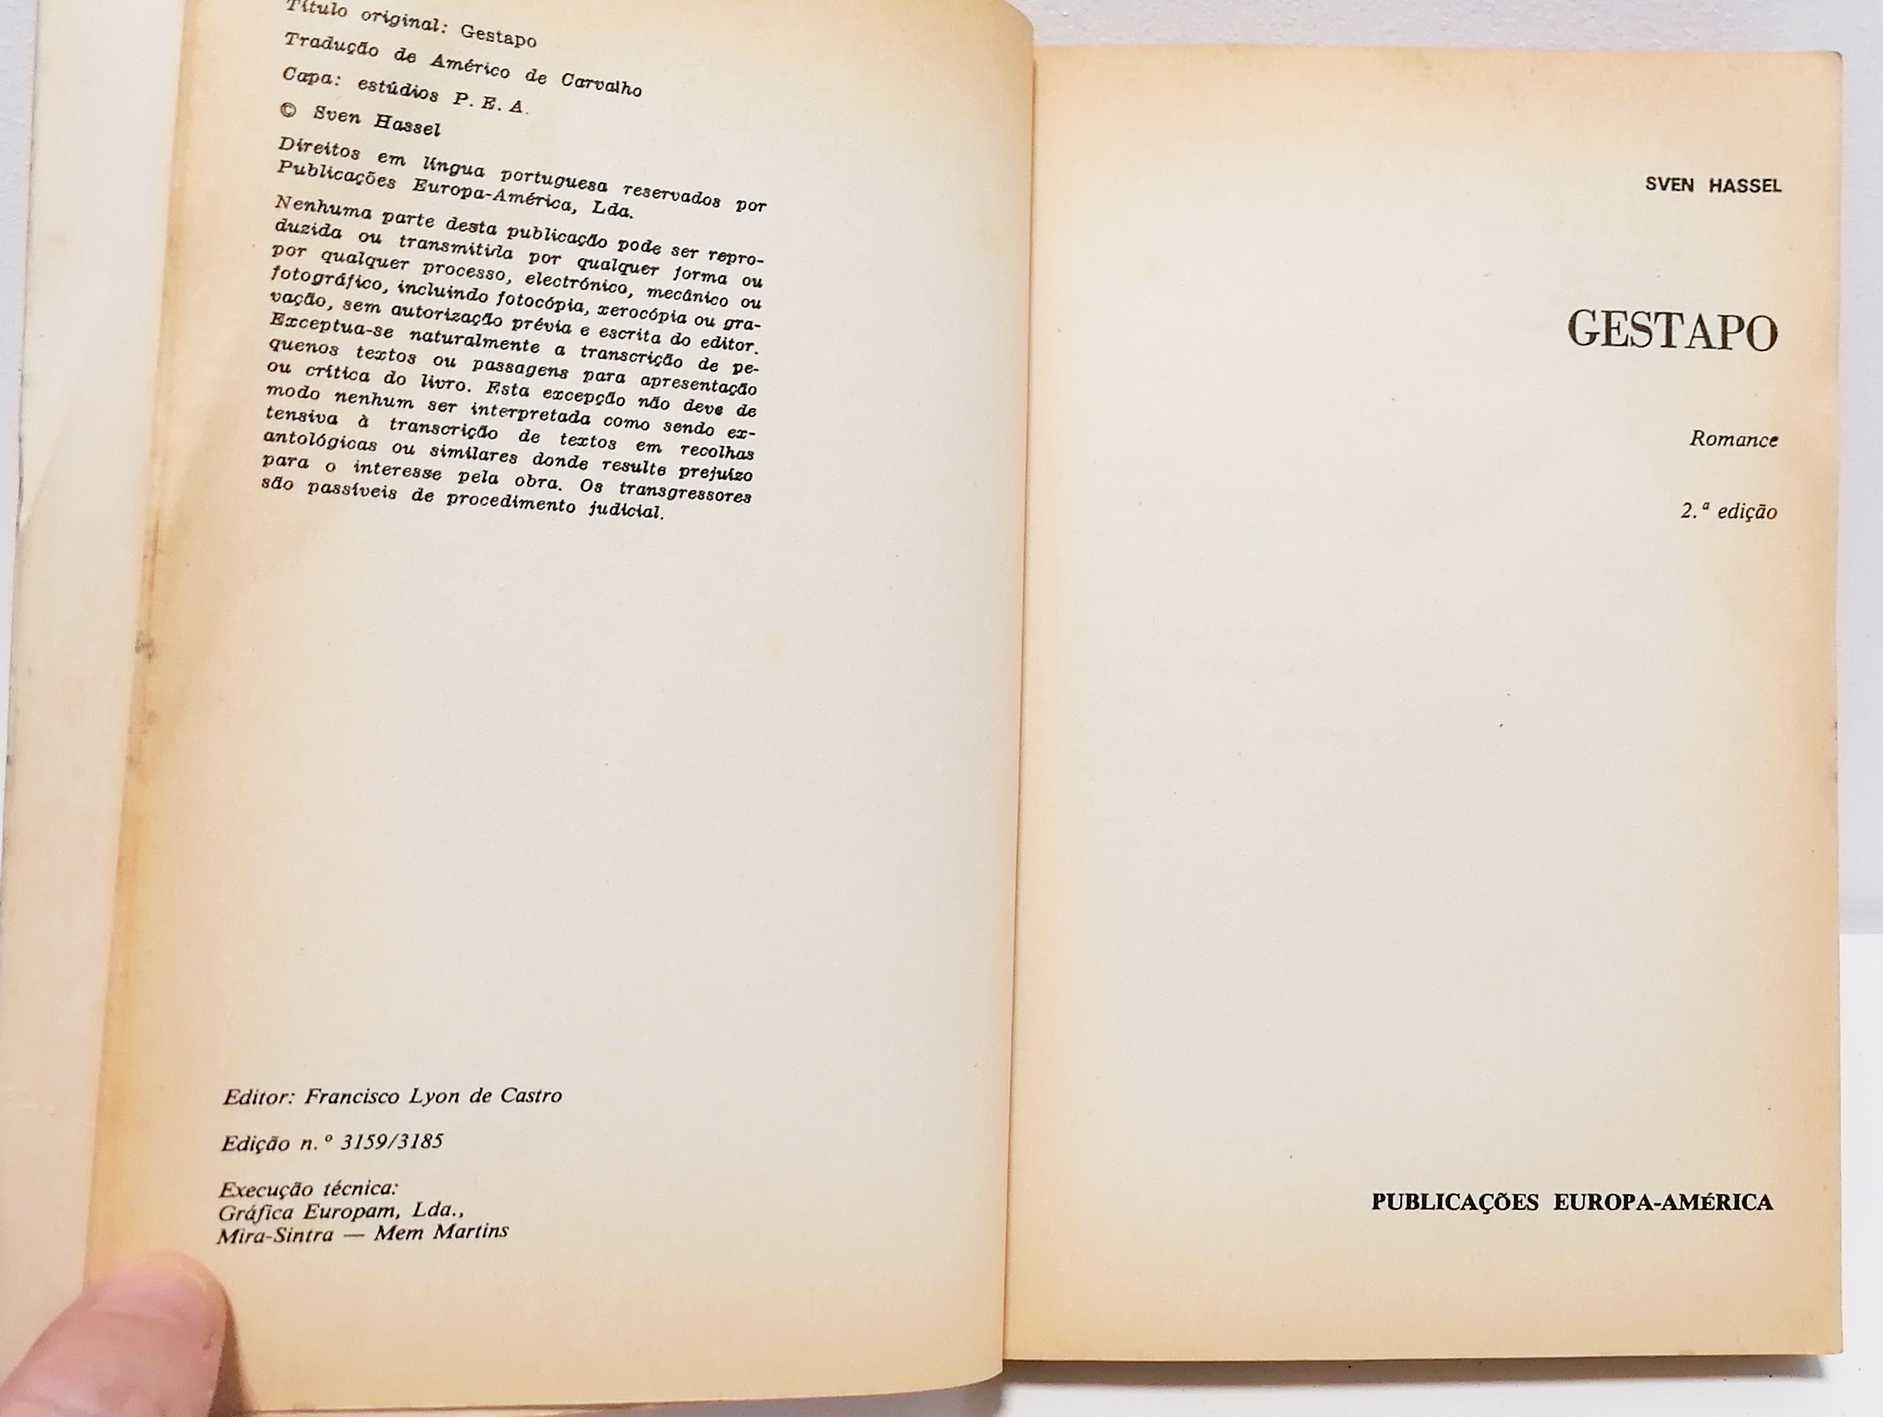 Título original: Gestapo
Tradução de Américo de Carvalho
Capa: estúdios P. E. A.
© Sven Hassel
Direitos em língua portuguesa reservados por
Publicações Europa-América, Lda.
Nenhuma parte desta publicação pode ser repro-
duzida ou transmitida por qualquer forma ou
por qualquer processo, electrónico, mecânico ou
fotográfico, incluindo fotocópia, xerocópia ou gra-
vação, sem autorização prévia e escrita do editor.
Exceptua-se naturalmente a transcrição de pe-
quenos textos ou passagens para apresentação
ou crítica do livro. Esta excepção não deve de
modo nenhum ser interpretada como sendo ex-
tensiva à transcrição de textos em recolhas
antológicas ou similares donde resulte prejuízo
para o interesse pela obra. Os transgressores
são passíveis de procedimento judicial.
Editor: Francisco Lyon de Castro
Edição n.º 3159/3185
Execução técnica:
Gráfica Europam, Lda.,
Mira-Sintra — Mem Martins
SVEN HASSEL
GESTAPO
Romance
2.ª edição
PUBLICAÇÕES EUROPA-AMÉRICA